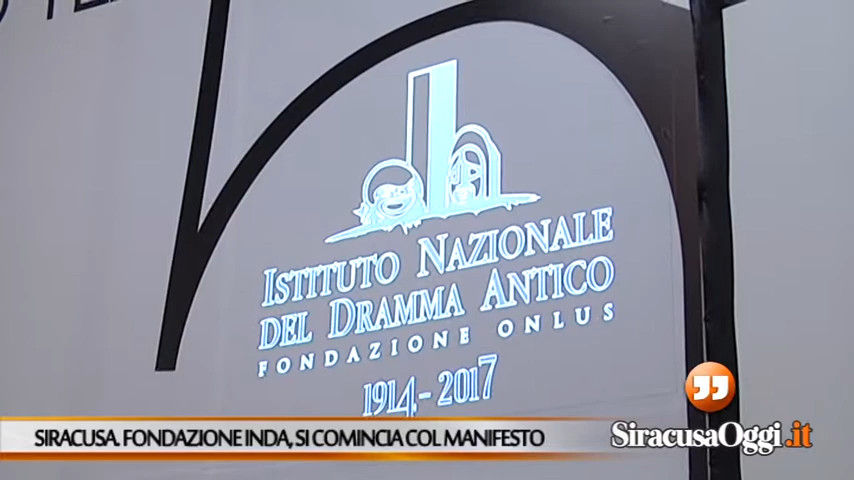 ISTITUTO NAZIONALE
DEL DRAMMA ANTICO
FONDAZIONE ONLUS
1914 - 2017
SIRACUSA. FONDAZIONE INDA, SI COMINCIA COL MANIFESTO
SiracusaOggi.it